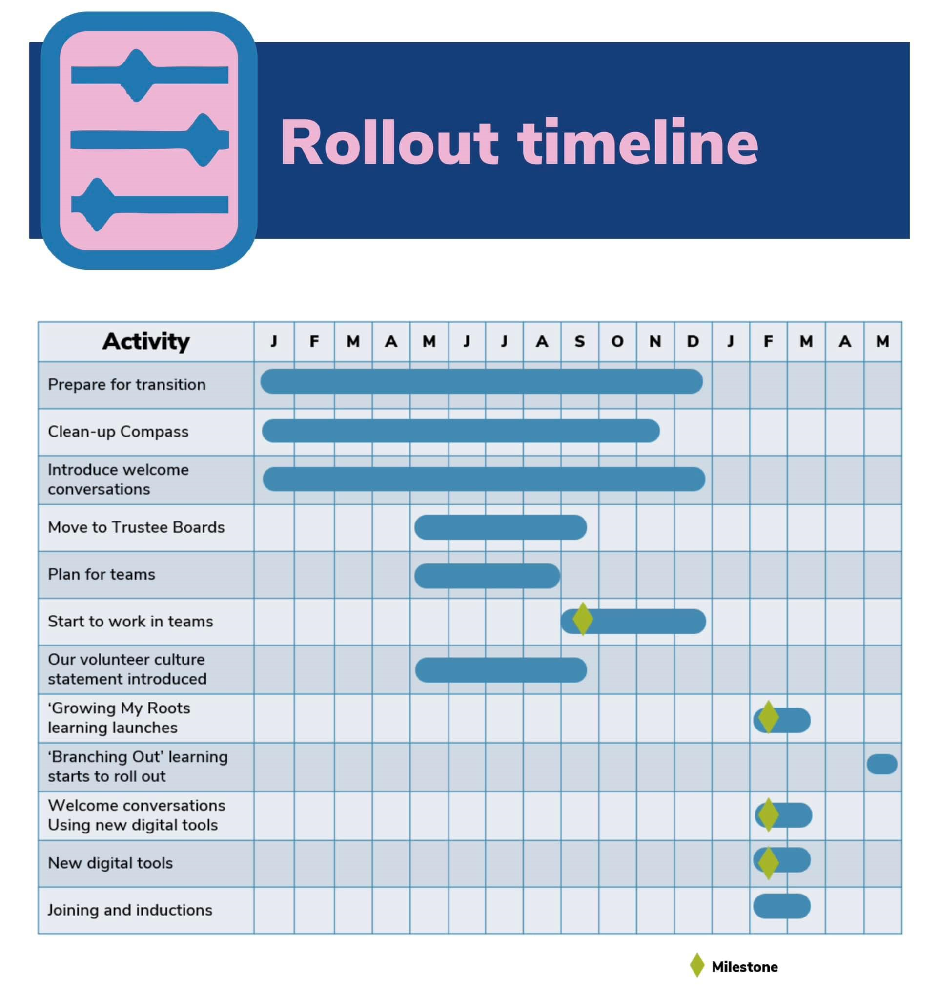 Rollout timeline
Activity J F M A M J J A S O N D J F M A M
Prepare for transition
Clean-up Compass
Introduce welcome
conversations
Move to Trustee Boards
Plan for teams
Start to work in teams
Our volunteer culture
statement introduced
‘Growing My Roots
learning launches
‘Branching Out’ learning
starts to roll out
Welcome conversations
Using new digital tools
New digital tools
Joining and inductions
Milestone